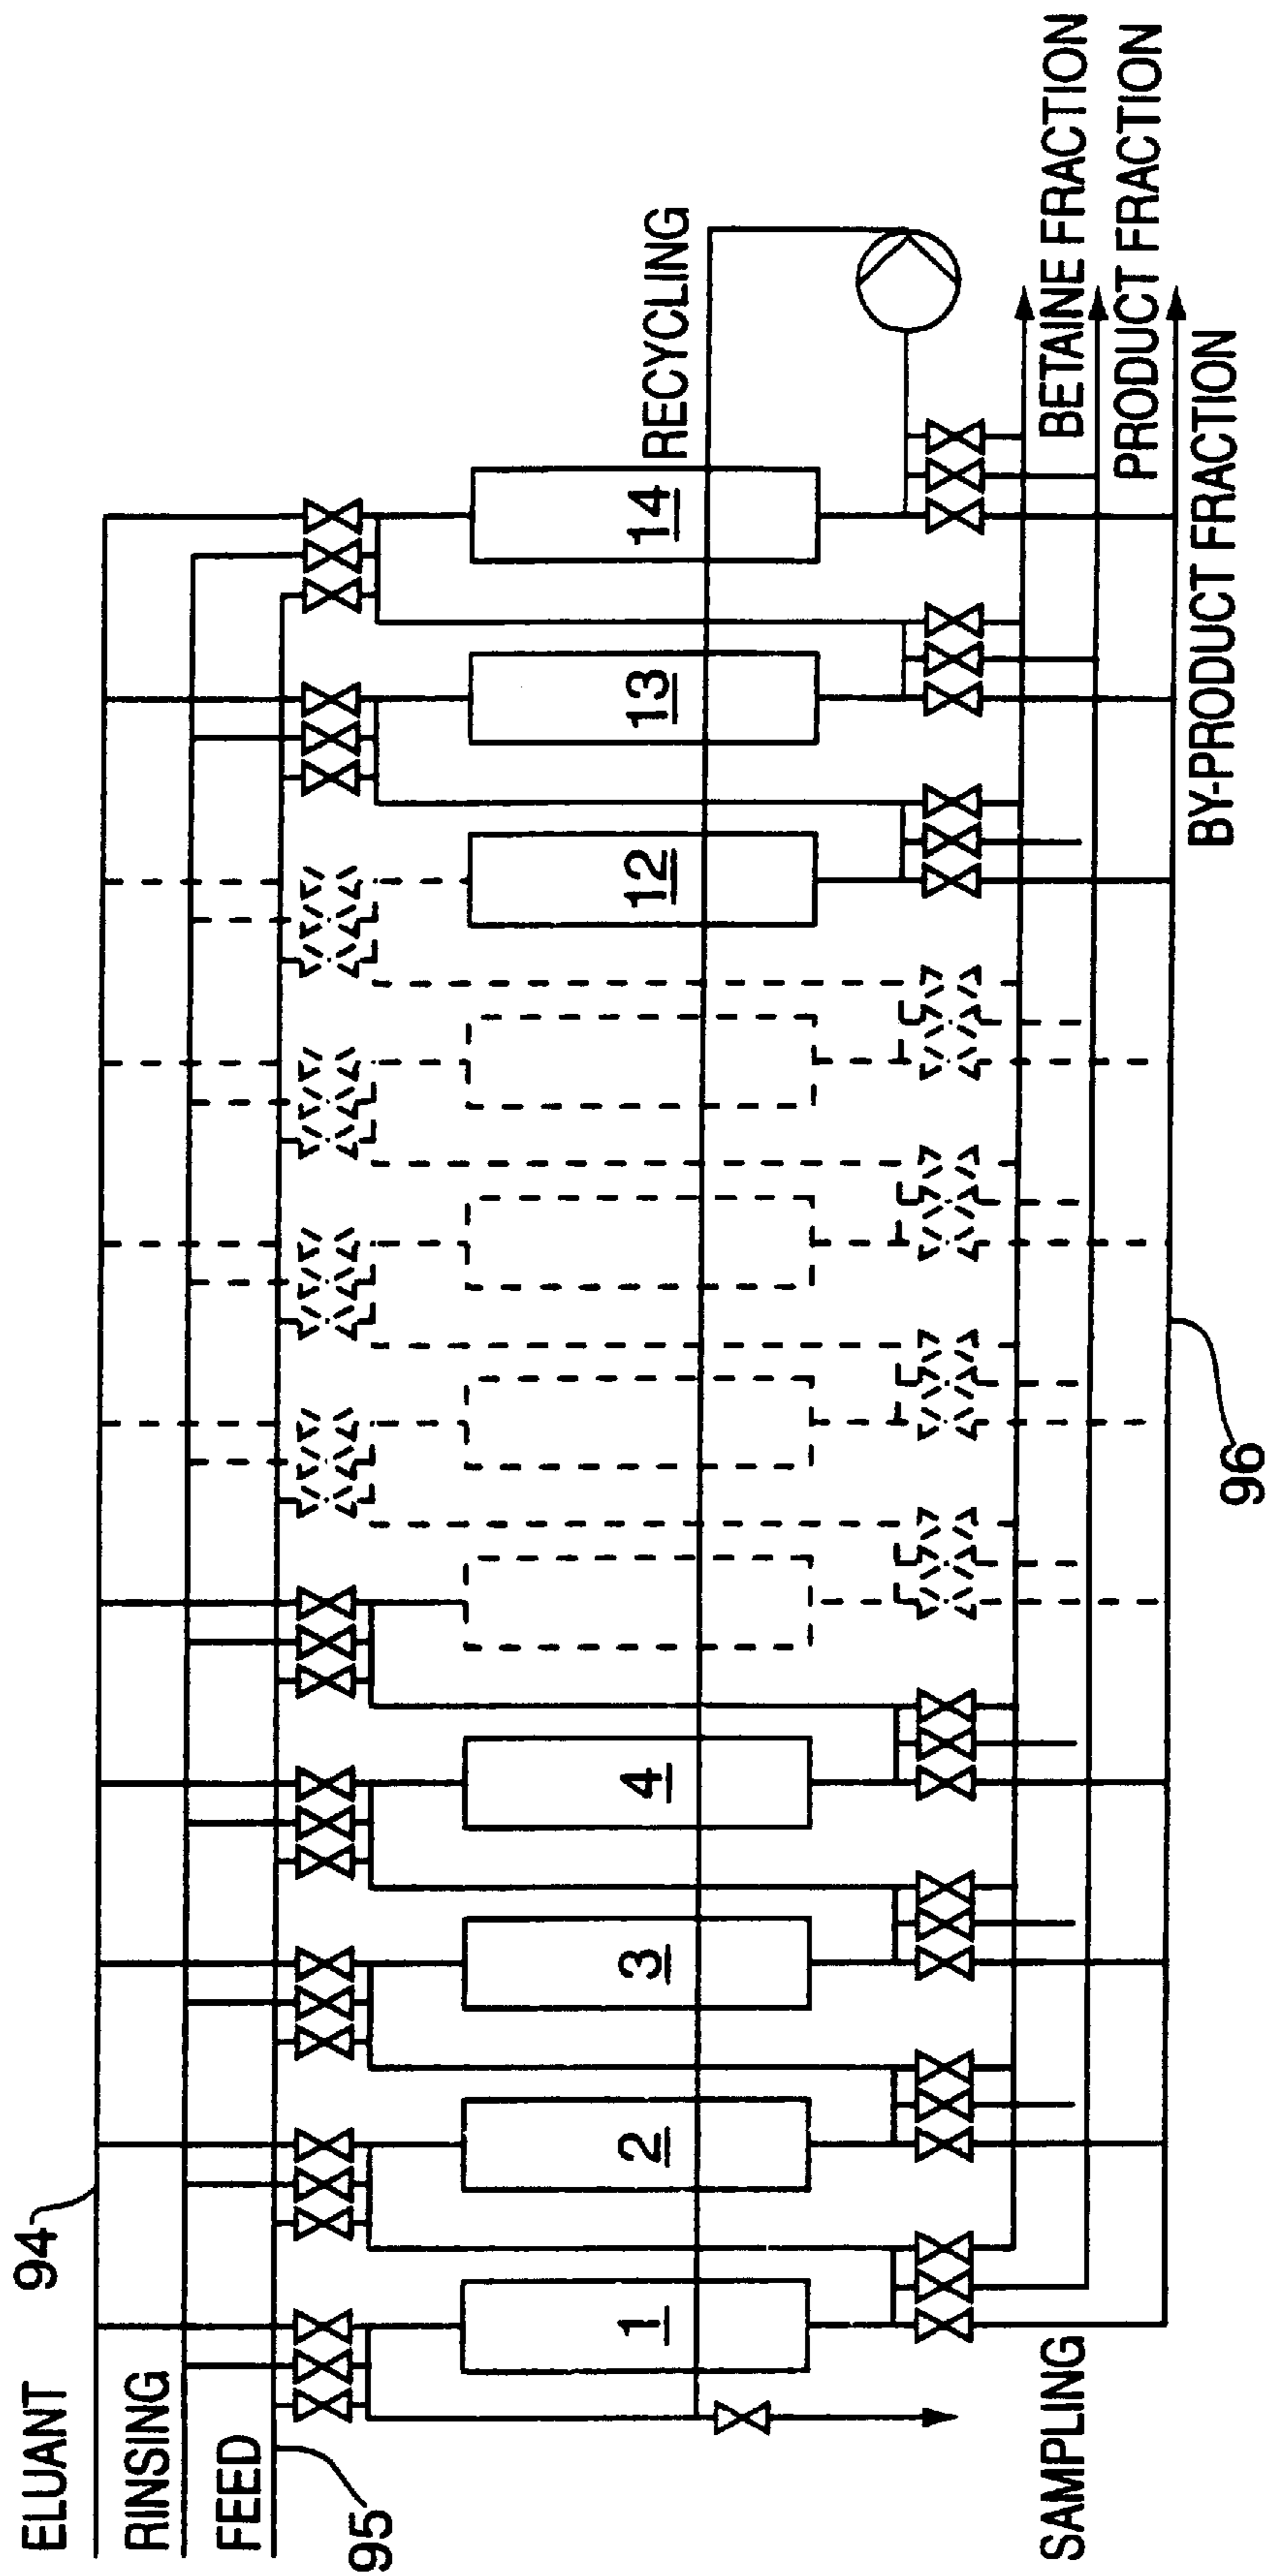 ELUANT
94
RINSING
FEED
95
1
2
3
4
12
13
14
RECYCLING
SAMPLING
96
BETAINE FRACTION
PRODUCT FRACTION
BY-PRODUCT FRACTION